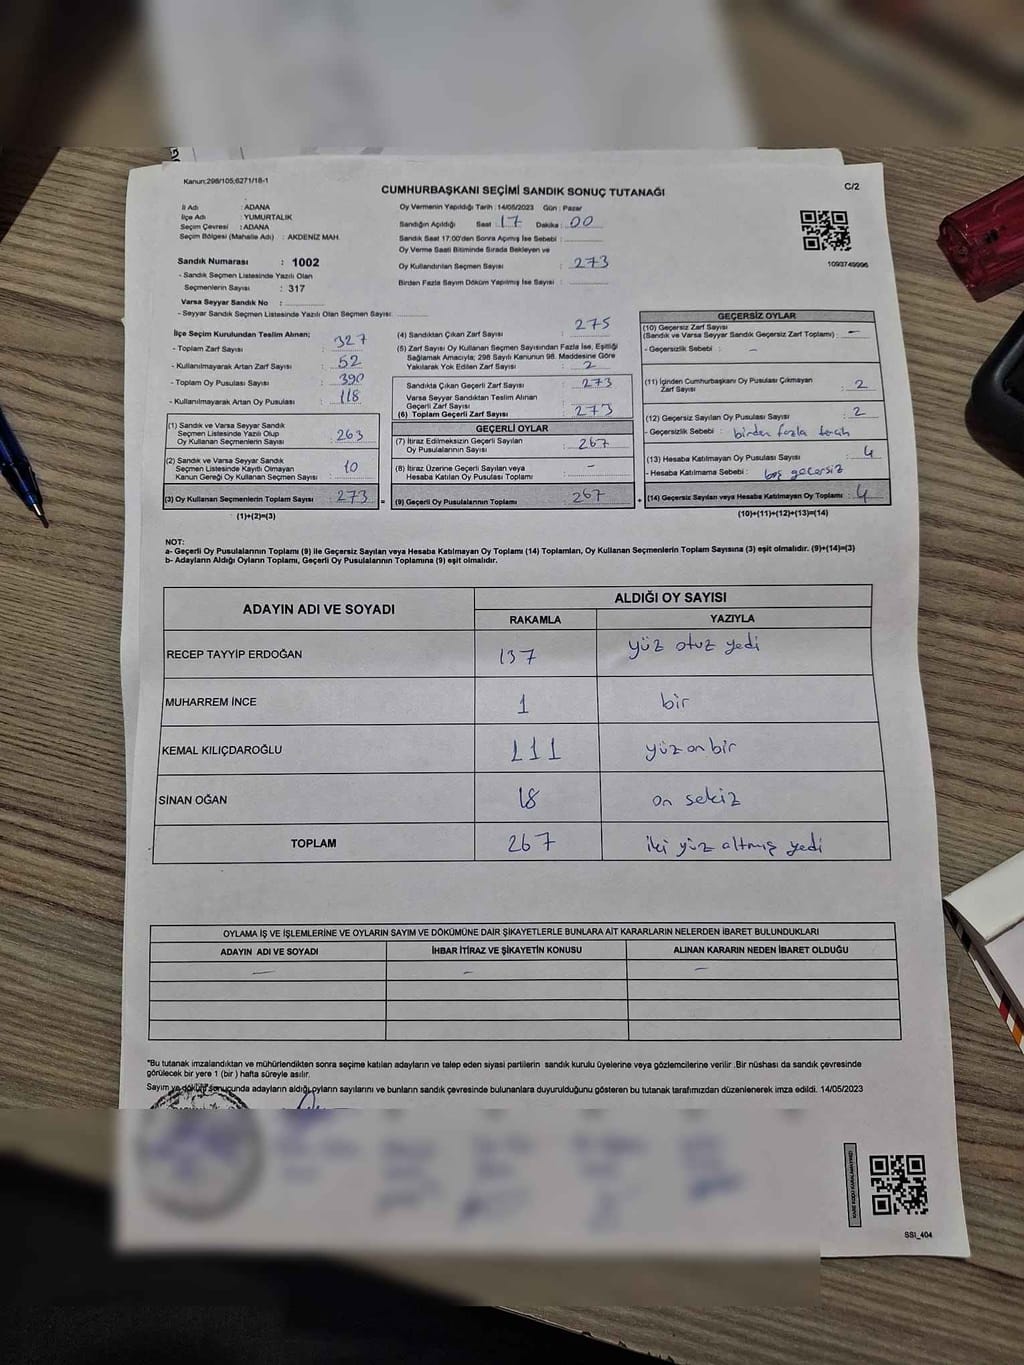 Kanun;298/105;6271/18-1
CUMHURBAŞKANI SEÇİMİ SANDIK SONUÇ TUTANAĞI
C/2
İl Adı : ADANA
İlçe Adı : YUMURTALIK
Seçim Çevresi : ADANA
Seçim Bölgesi (Mahalle Adı) : AKDENİZ MAH.
Sandık Numarası : 1002
- Sandık Seçmen Listesinde Yazılı Olan
Seçmenlerin Sayısı : 317
Varsa Seyyar Sandık No :
- Seyyar Sandık Seçmen Listesinde Yazılı Olan Seçmen Sayısı:
Oy Vermenin Yapıldığı Tarih : 14/05/2023 Gün : Pazar
Sandığın Açıldığı Saat : 17 Dakika : 00
Sandık Saat 17:00'den Sonra Açılmış İse Sebebi :
Oy Verme Saati Bitiminde Sırada Bekleyen ve
Oy Kullandırılan Seçmen Sayısı : 273
Birden Fazla Sayım Döküm Yapılmış İse Sayısı :
1093749996
İlçe Seçim Kurulundan Teslim Alınan;
- Toplam Zarf Sayısı : 327
- Kullanılmayarak Artan Zarf Sayısı : 52
- Toplam Oy Pusulası Sayısı : 390
- Kullanılmayarak Artan Oy Pusulası : 118
(1) Sandık ve Varsa Seyyar Sandık
Seçmen Listesinde Yazılı Olup
Oy Kullanan Seçmenlerin Sayısı : 263
(2) Sandık ve Varsa Seyyar Sandık
Seçmen Listesinde Kayıtlı Olmayan
Kanun Gereği Oy Kullanan Seçmen Sayısı : 10
(3) Oy Kullanan Seçmenlerin Toplam Sayısı : 273 =
(1)+(2)=(3)
(4) Sandıktan Çıkan Zarf Sayısı : 275
(5) Zarf Sayısı Oy Kullanan Seçmen Sayısından Fazla İse, Eşitliği
Sağlamak Amacıyla; 298 Sayılı Kanunun 98. Maddesine Göre
Yakılarak Yok Edilen Zarf Sayısı : 2
Sandıkta Çıkan Geçerli Zarf Sayısı : 273
Varsa Seyyar Sandıktan Teslim Alınan
Geçerli Zarf Sayısı :
(6) Toplam Geçerli Zarf Sayısı : 273
GEÇERLİ OYLAR
(7) İtiraz Edilmeksizin Geçerli Sayılan
Oy Pusulalarının Sayısı : 267
(8) İtiraz Üzerine Geçerli Sayılan veya
Hesaba Katılan Oy Pusulası Toplamı : -
(9) Geçerli Oy Pusulalarının Toplamı : 267 +
GEÇERSİZ OYLAR
(10) Geçersiz Zarf Sayısı
(Sandık ve Varsa Seyyar Sandık Geçersiz Zarf Toplamı) : -
- Geçersizlik Sebebi : -
(11) İçinden Cumhurbaşkanı Oy Pusulası Çıkmayan
Zarf Sayısı : 2
(12) Geçersiz Sayılan Oy Pusulası Sayısı : 2
- Geçersizlik Sebebi : birden fazla tercih
(13) Hesaba Katılmayan Oy Pusulası Sayısı : 4
- Hesaba Katılmama Sebebi : boş geçersiz
(14) Geçersiz Sayılan veya Hesaba Katılmayan Oy Toplamı : 4
(10)+(11)+(12)+(13)=(14)
NOT:
a- Geçerli Oy Pusulalarının Toplamı (9) ile Geçersiz Sayılan veya Hesaba Katılmayan Oy Toplamı (14) Toplamları, Oy Kullanan Seçmenlerin Toplam Sayısına (3) eşit olmalıdır. (9)+(14)=(3)
b- Adayların Aldığı Oyların Toplamı, Geçerli Oy Pusulalarının Toplamına (9) eşit olmalıdır.
ADAYIN ADI VE SOYADI
ALDIĞI OY SAYISI
RAKAMLA YAZIYLA
RECEP TAYYİP ERDOĞAN 137 yüz otuz yedi
MUHARREM İNCE 1 bir
KEMAL KILIÇDAROĞLU 111 yüz on bir
SİNAN OĞAN 18 on sekiz
TOPLAM 267 iki yüz altmış yedi
OYLAMA İŞ VE İŞLEMLERİNE VE OYLARIN SAYIM VE DÖKÜMÜNE DAİR ŞİKAYETLERLE BUNLARA AİT KARARLARIN NELERDEN İBARET BULUNDUKLARI
ADAYIN ADI VE SOYADI İHBAR İTİRAZ VE ŞİKAYETİN KONUSU ALINAN KARARIN NEDEN İBARET OLDUĞU
- - -
*Bu tutanak imzalandıktan ve mühürlendikten sonra seçime katılan adayların ve talep eden siyasi partilerin sandık kurulu üyelerine veya gözlemcilerine verilir .Bir nüshası da sandık çevresinde
görülecek bir yere 1 (bir ) hafta süreyle asılır.
Sayım ve döküm sonucunda adayların aldığı oyların sayılarını ve bunların sandık çevresinde bulunanlara duyurulduğunu gösteren bu tutanak tarafımızdan düzenlenerek imza edildi. 14/05/2023
SSI_404